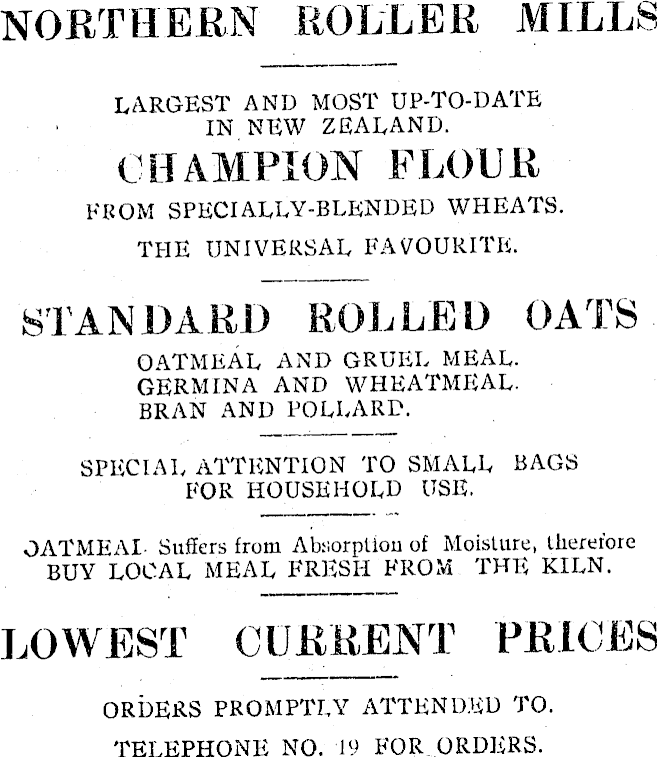 NORTHERN ROLLER MILLS
LARGEST AND MOST UP-TO-DATE
IN NEW ZEALAND.
CHAMPION FLOUR
FROM SPECIALLY-BLENDED WHEATS.
THE UNIVERSAL FAVOURITE.
STANDARD ROLLED OATS
OATMEAL AND GRUEL MEAL.
GERMINA AND WHEATMEAL.
BRAN AND POLLARD.
SPECIAL ATTENTION TO SMALL BAGS
FOR HOUSEHOLD USE.
OATMEAL Suffers from Absorption of Moisture, therefore
BUY LOCAL MEAL FRESH FROM THE KILN.
LOWEST CURRENT PRICES
ORDERS PROMPTLY ATTENDED TO.
TELEPHONE NO. 19 FOR ORDERS.